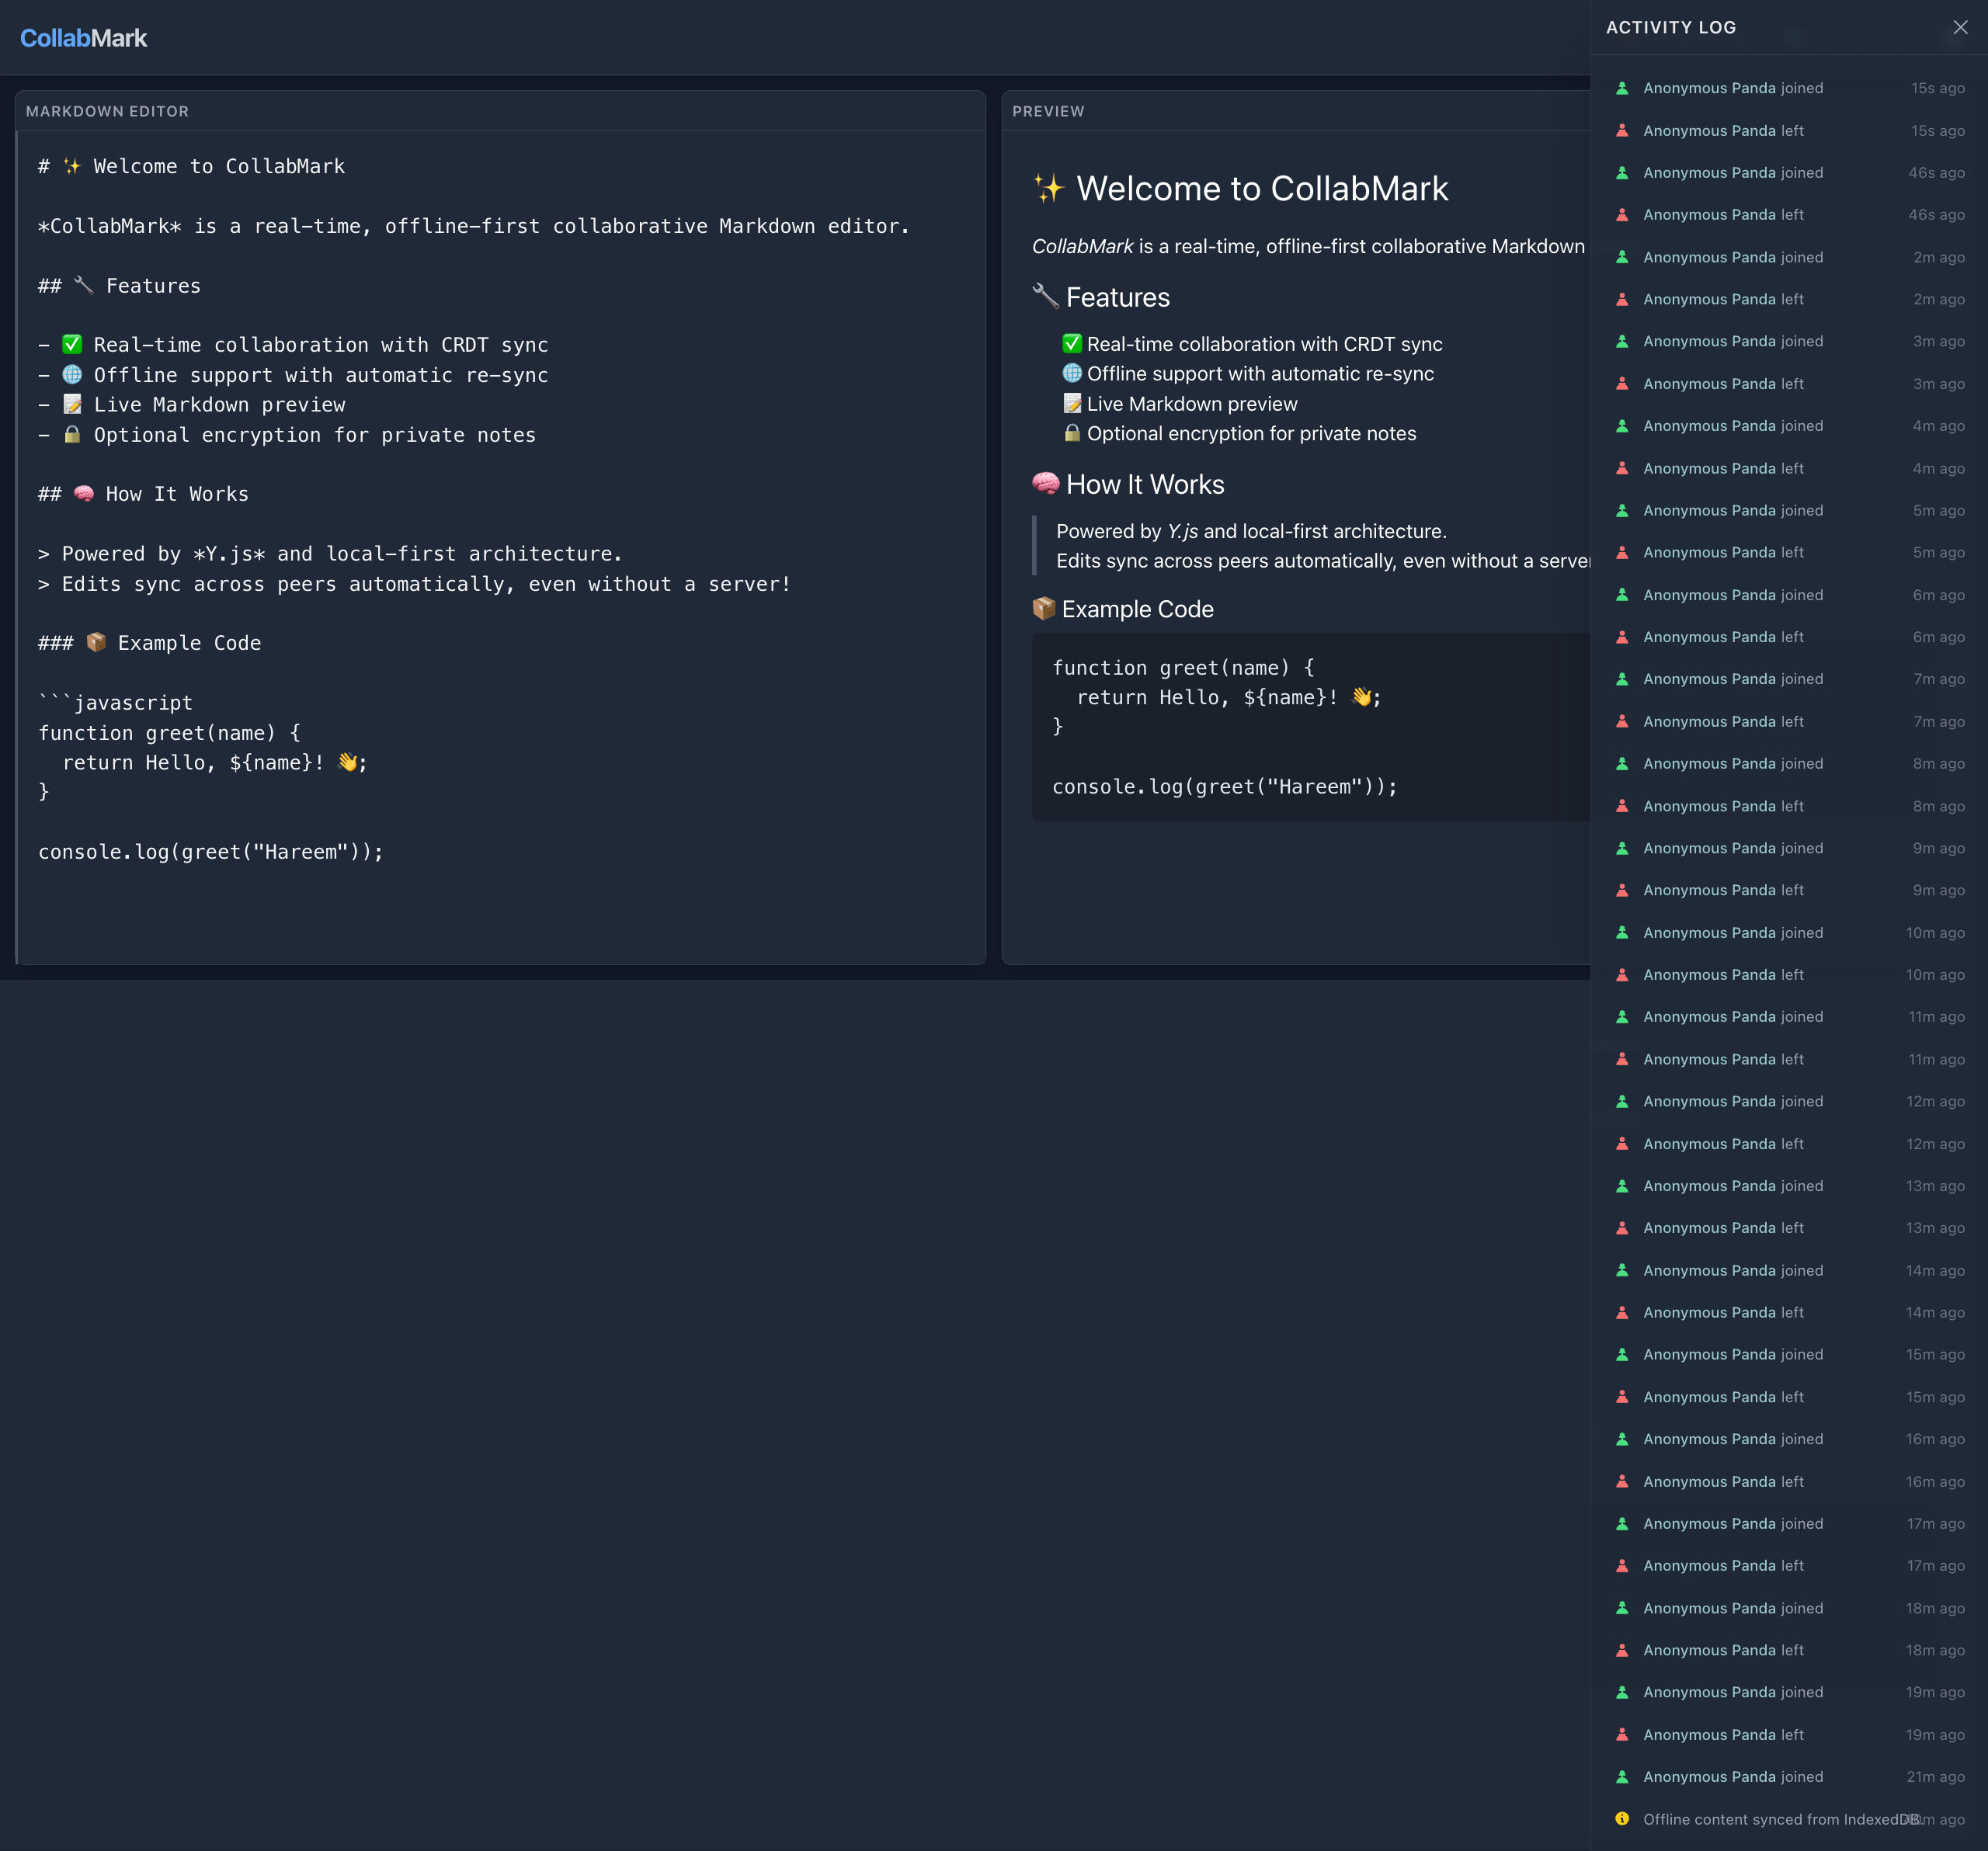 CollabMark
MARKDOWN EDITOR
# ✨ Welcome to CollabMark
*CollabMark* is a real-time, offline-first collaborative Markdown editor.
## 🔧 Features
- ✅ Real-time collaboration with CRDT sync
- 🌐 Offline support with automatic re-sync
- 📝 Live Markdown preview
- 🔒 Optional encryption for private notes
## 🧠 How It Works
> Powered by *Y.js* and local-first architecture.
> Edits sync across peers automatically, even without a server!
### 📦 Example Code
```javascript
function greet(name) {
  return Hello, ${name}! 👋;
}
console.log(greet("Hareem"));
PREVIEW
✨ Welcome to CollabMark
CollabMark is a real-time, offline-first collaborative Markdown
🔧 Features
✅ Real-time collaboration with CRDT sync
🌐 Offline support with automatic re-sync
📝 Live Markdown preview
🔒 Optional encryption for private notes
🧠 How It Works
Powered by Y.js and local-first architecture.
Edits sync across peers automatically, even without a server
📦 Example Code
function greet(name) {
  return Hello, ${name}! 👋;
}
console.log(greet("Hareem"));
ACTIVITY LOG
Anonymous Panda joined 15s ago
Anonymous Panda left 15s ago
Anonymous Panda joined 46s ago
Anonymous Panda left 46s ago
Anonymous Panda joined 2m ago
Anonymous Panda left 2m ago
Anonymous Panda joined 3m ago
Anonymous Panda left 3m ago
Anonymous Panda joined 4m ago
Anonymous Panda left 4m ago
Anonymous Panda joined 5m ago
Anonymous Panda left 5m ago
Anonymous Panda joined 6m ago
Anonymous Panda left 6m ago
Anonymous Panda joined 7m ago
Anonymous Panda left 7m ago
Anonymous Panda joined 8m ago
Anonymous Panda left 8m ago
Anonymous Panda joined 9m ago
Anonymous Panda left 9m ago
Anonymous Panda joined 10m ago
Anonymous Panda left 10m ago
Anonymous Panda joined 11m ago
Anonymous Panda left 11m ago
Anonymous Panda joined 12m ago
Anonymous Panda left 12m ago
Anonymous Panda joined 13m ago
Anonymous Panda left 13m ago
Anonymous Panda joined 14m ago
Anonymous Panda left 14m ago
Anonymous Panda joined 15m ago
Anonymous Panda left 15m ago
Anonymous Panda joined 16m ago
Anonymous Panda left 16m ago
Anonymous Panda joined 17m ago
Anonymous Panda left 17m ago
Anonymous Panda joined 18m ago
Anonymous Panda left 18m ago
Anonymous Panda joined 19m ago
Anonymous Panda left 19m ago
Anonymous Panda joined 21m ago
Offline content synced from IndexedDB ago